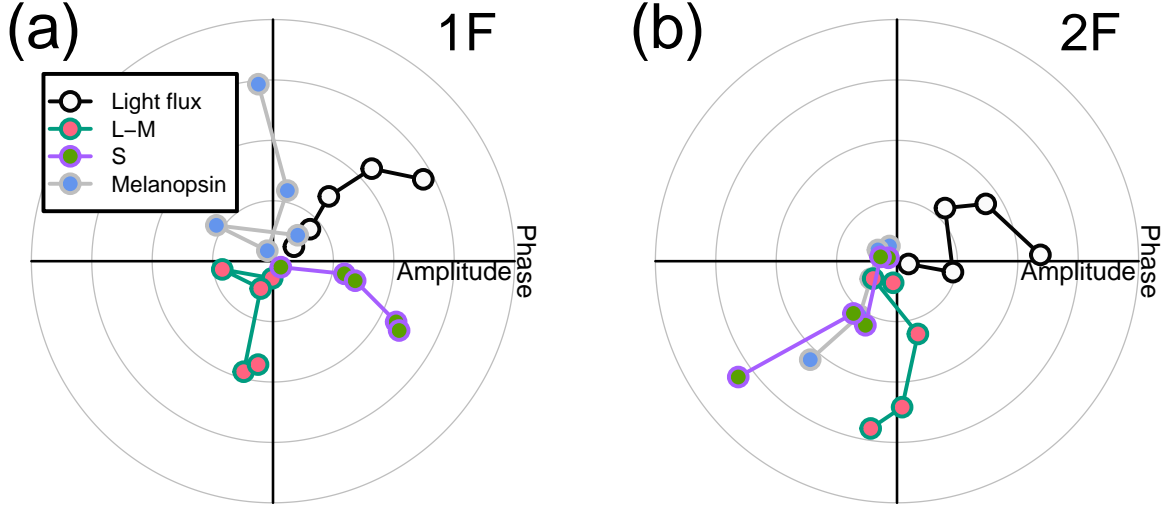 (a)
1F
Light flux
L−M
S
Melanopsin
Amplitude
Phase
(b)
2F
Amplitude
Phase